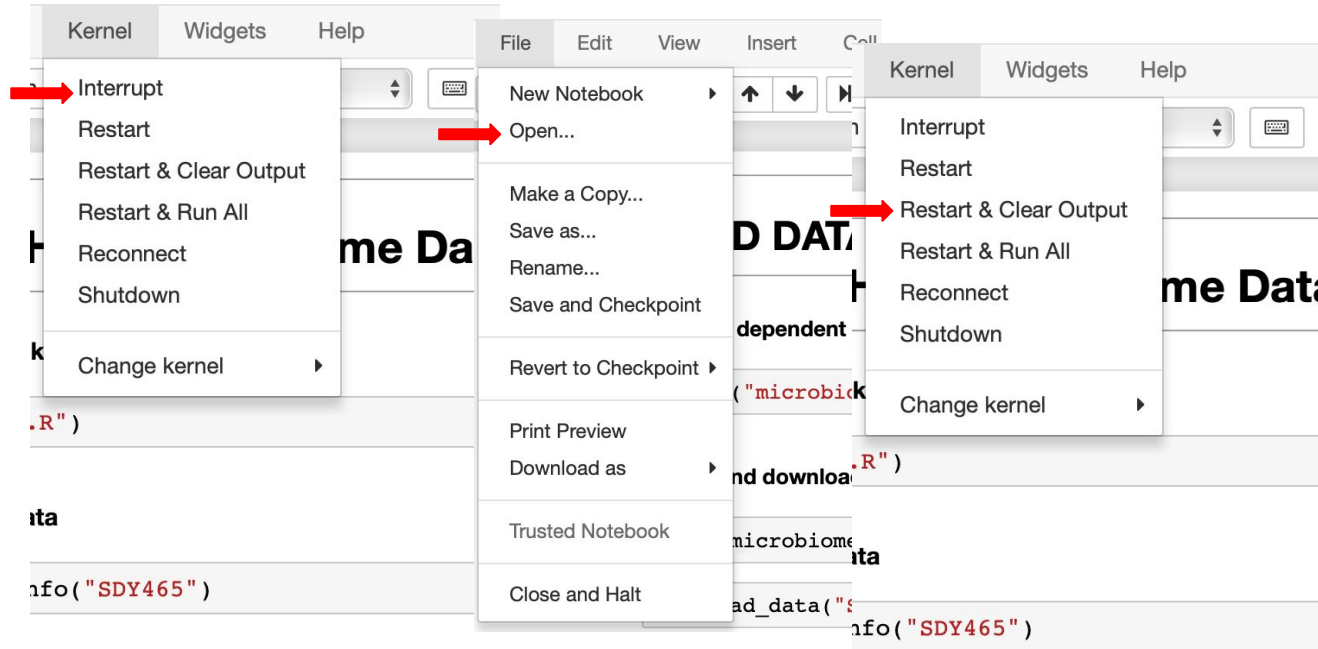 Kernel Widgets Help
Interrupt
Restart
Restart & Clear Output
Restart & Run All
Reconnect
Shutdown
Change kernel
me Da
k
.R")
ata
nfo("SDY465")
File Edit View Insert Cell
New Notebook
Open...
Make a Copy...
Save as...
Rename...
Save and Checkpoint
Revert to Checkpoint
Print Preview
Download as
Trusted Notebook
Close and Halt
D DATA
dependent
("microbio
nd downloa
microbiome
ad_data("S
Kernel Widgets Help
Interrupt
Restart
Restart & Clear Output
Restart & Run All
Reconnect
Shutdown
Change kernel
H me Data
k
.R")
ata
nfo("SDY465")